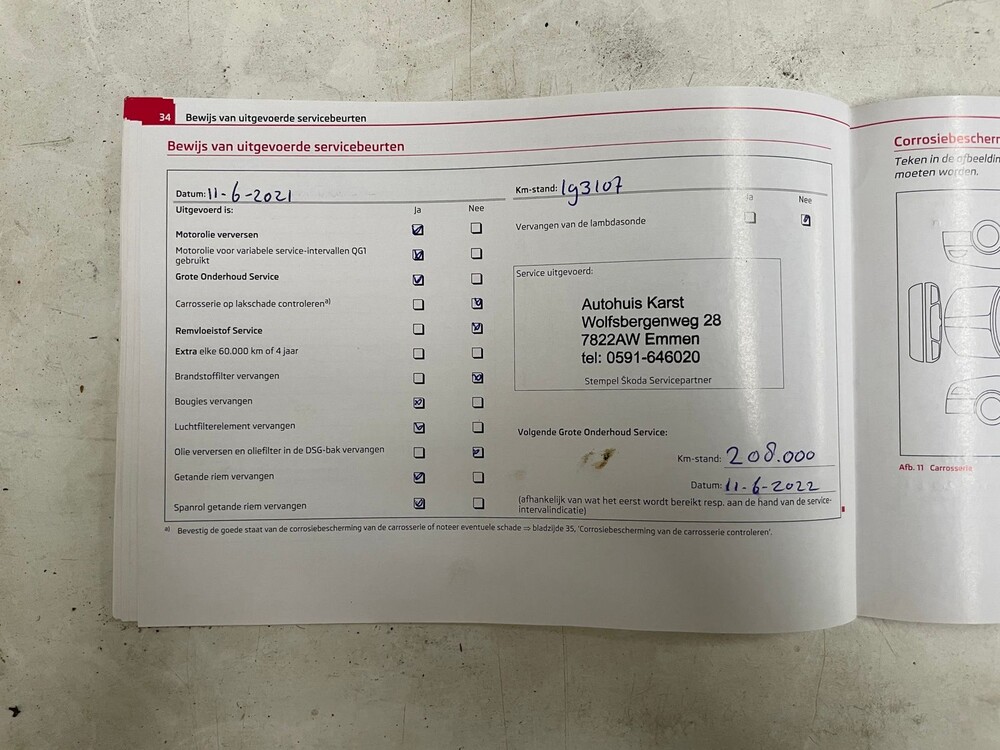 34 Bewijs van uitgevoerde servicebeurten
Bewijs van uitgevoerde servicebeurten
Datum: 11-6-2021
Uitgevoerd is: Ja Nee
Motorolie verversen
Motorolie voor variabele service-intervallen QG1
gebruikt
Grote Onderhoud Service
Carrosserie op lakschade controleren a)
Remvloeistof Service
Extra elke 60.000 km of 4 jaar
Brandstoffilter vervangen
Bougies vervangen
Luchtfilterelement vervangen
Olie verversen en oliefilter in de DSG-bak vervangen
Getande riem vervangen
Spanrol getande riem vervangen
Km-stand: 193107
Ja Nee
Vervangen van de lambdasonde
Service uitgevoerd:
Autohuis Karst
Wolfsbergenweg 28
7822AW Emmen
tel: 0591-646020
Stempel Škoda Servicepartner
Volgende Grote Onderhoud Service:
Km-stand: 208.000
Datum: 11-6-2022
(afhankelijk van wat het eerst wordt bereikt resp. aan de hand van de service-
intervalindicatie)
a) Bevestig de goede staat van de corrosiebescherming van de carrosserie of noteer eventuele schade ⇒ bladzijde 35, 'Corrosiebescherming van de carrosserie controleren'.
Corrosiebescherm
Teken in de afbeeldin
moeten worden.
Afb. 11 Carrosserie